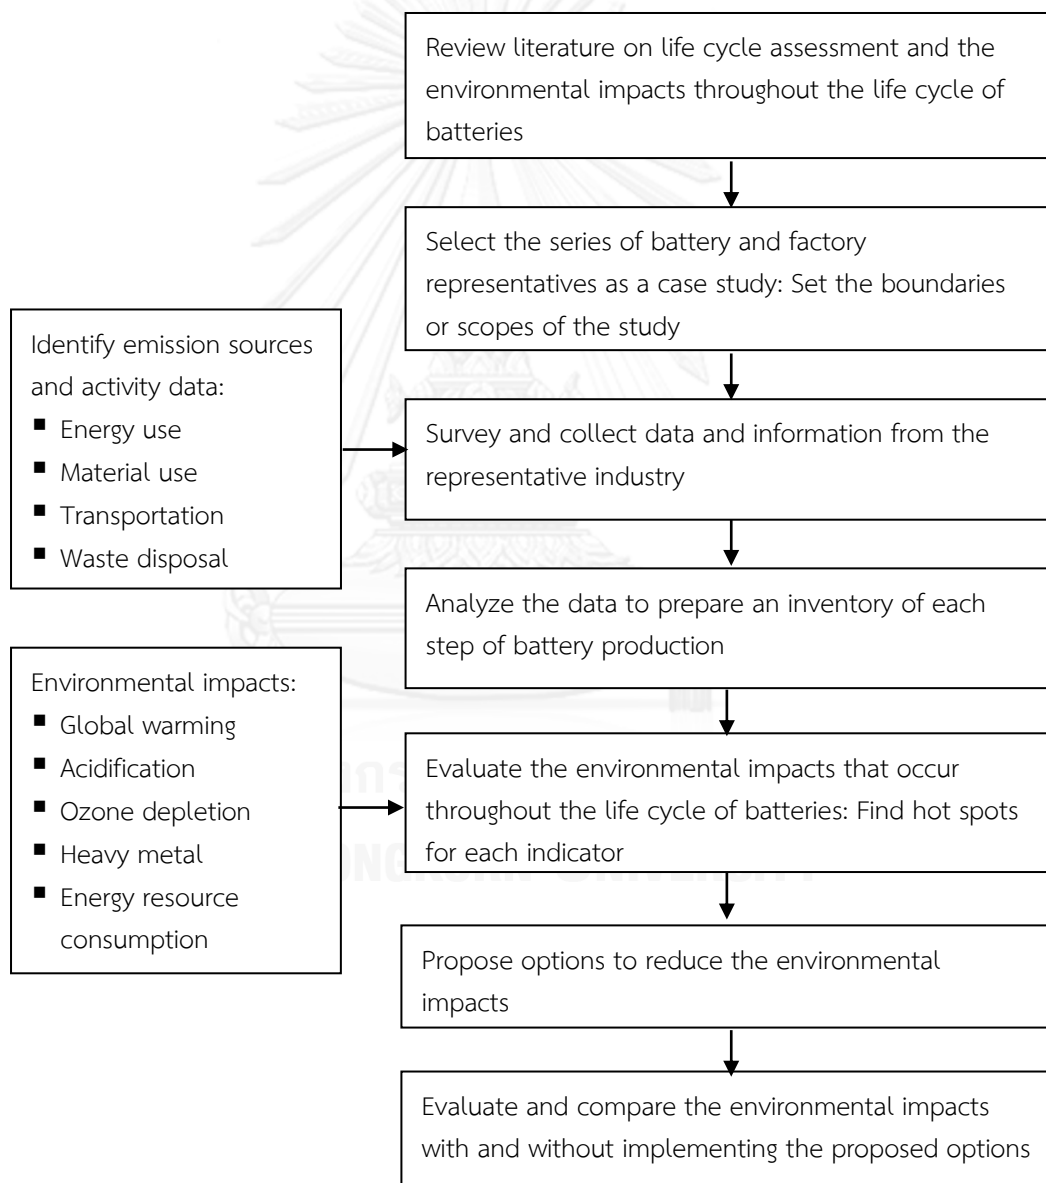 Review literature on life cycle assessment and the
environmental impacts throughout the life cycle of
batteries
Select the series of battery and factory
representatives as a case study: Set the boundaries
or scopes of the study
Identify emission sources
and activity data:
▪ Energy use
▪ Material use
▪ Transportation
▪ Waste disposal
Survey and collect data and information from the
representative industry
Analyze the data to prepare an inventory of each
step of battery production
Environmental impacts:
▪ Global warming
▪ Acidification
▪ Ozone depletion
▪ Heavy metal
▪ Energy resource
consumption
Evaluate the environmental impacts that occur
throughout the life cycle of batteries: Find hot spots
for each indicator
Propose options to reduce the environmental
impacts
Evaluate and compare the environmental impacts
with and without implementing the proposed options